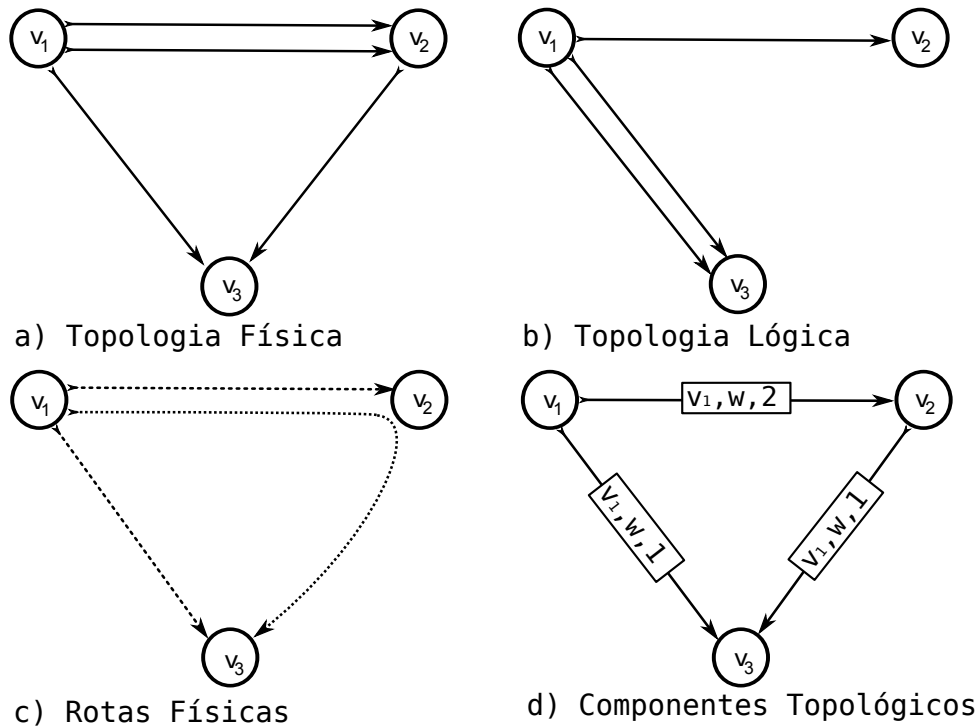 v1
v2
v3
a) Topologia Física
v1
v2
v3
b) Topologia Lógica
v1
v2
v3
c) Rotas Físicas
v1
v1,w,2
v2
v1,w,1
v1,w,1
v3
d) Componentes Topológicos